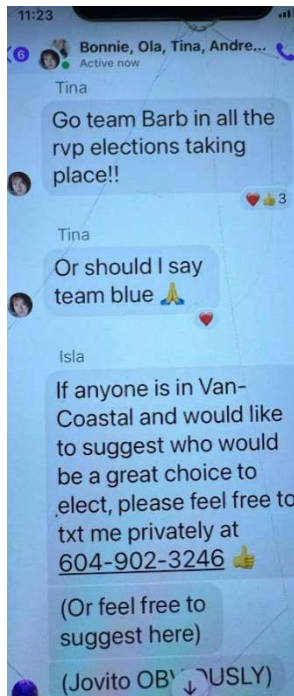 11:23
6
Bonnie, Ola, Tina, Andre...
Active now
Tina
Go team Barb in all the
rvp elections taking
place!!
❤️👍3
Tina
Or should I say
team blue 🙏
❤️
Isla
If anyone is in Van-
Coastal and would like
to suggest who would
be a great choice to
elect, please feel free to
txt me privately at
604-902-3246 👍
(Or feel free to
suggest here)
(Jovito